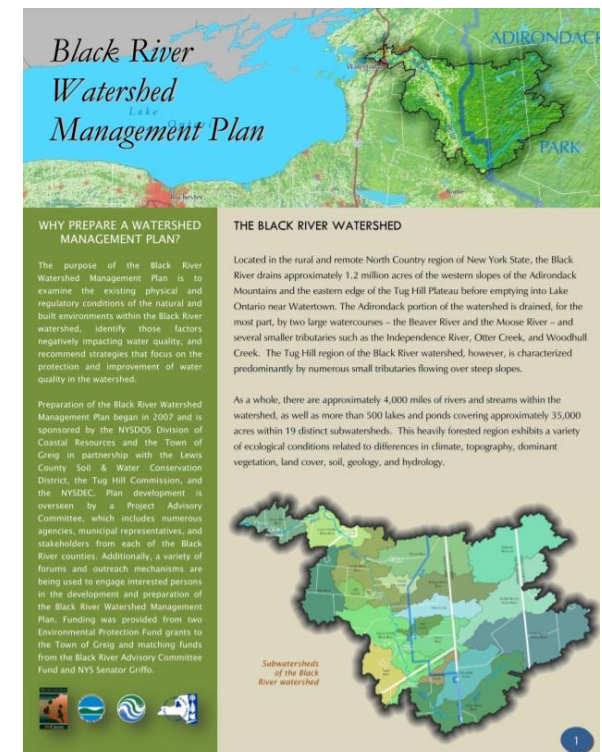 Black River
Watershed
Management Plan
Lake
ADIRONDACK
PARK
Rochester
WHY PREPARE A WATERSHED
MANAGEMENT PLAN?
The purpose of the Black River
Watershed Management Plan is to
examine the existing physical and
regulatory conditions of the natural and
built environments within the Black River
watershed, identify those factors
negatively impacting water quality, and
recommend strategies that focus on the
protection and improvement of water
quality in the watershed.
Preparation of the Black River Watershed
Management Plan began in 2007 and is
sponsored by the NYSDOS Division of
Coastal Resources and the Town of
Greig in partnership with the Lewis
County Soil & Water Conservation
District, the Tug Hill Commission, and
the NYSDEC. Plan development is
overseen by a Project Advisory
Committee, which includes numerous
agencies, municipal representatives, and
stakeholders from each of the Black
River counties. Additionally, a variety of
forums and outreach mechanisms are
being used to engage interested persons
in the development and preparation of
the Black River Watershed Management
Plan. Funding was provided from two
Environmental Protection Fund grants to
the Town of Greig and matching funds
from the Black River Advisory Committee
Fund and NYS Senator Griffo.
THE BLACK RIVER WATERSHED
Located in the rural and remote North Country region of New York State, the Black
River drains approximately 1.2 million acres of the western slopes of the Adirondack
Mountains and the eastern edge of the Tug Hill Plateau before emptying into Lake
Ontario near Watertown. The Adirondack portion of the watershed is drained, for the
most part, by two large watercourses – the Beaver River and the Moose River – and
several smaller tributaries such as the Independence River, Otter Creek, and Woodhull
Creek. The Tug Hill region of the Black River watershed, however, is characterized
predominantly by numerous small tributaries flowing over steep slopes.
As a whole, there are approximately 4,000 miles of rivers and streams within the
watershed, as well as more than 500 lakes and ponds covering approximately 35,000
acres within 19 distinct subwatersheds. This heavily forested region exhibits a variety
of ecological conditions related to differences in climate, topography, dominant
vegetation, land cover, soil, geology, and hydrology.
Subwatersheds
of the Black
River watershed
1